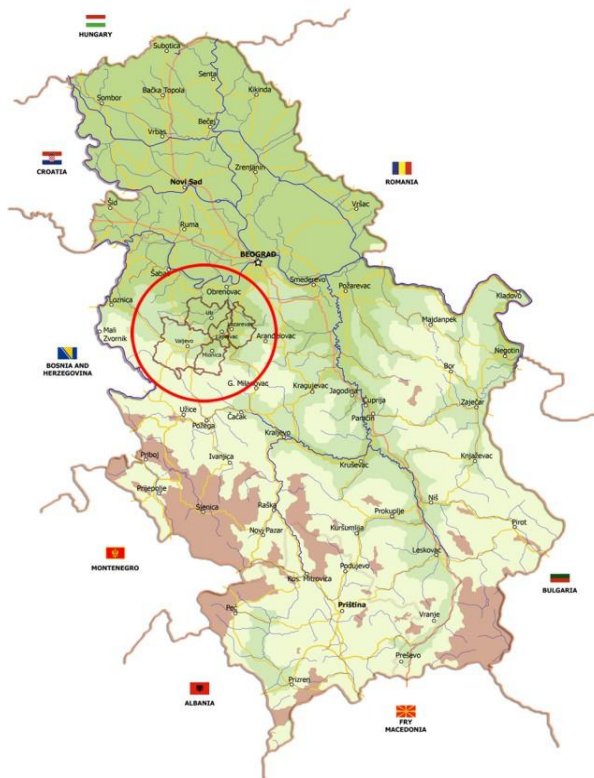 HUNGARY
Subotica
Senta
Kikinda
Bačka Topola
Sombor
Bečej
Vrbas
CROATIA
Zrenjanin
ROMANIA
Novi Sad
Vršac
Šid
Ruma
BEOGRAD
Šabac
Smederevo
Obrenovac
Požarevac
Kladovo
Loznica
Ub
Lazarevac
Majdanpek
Mali
Zvornik
Valjevo
Lajkovac
Aranđelovac
Mionica
Negotin
BOSNIA AND
HERZEGOVINA
Bor
G. Milanovac
Kragujevac
Jagodina
Ćuprija
Zaječar
Užice
Čačak
Paraćin
Požega
Kraljevo
Priboj
Ivanjica
Kruševac
Knjaževac
Prijepolje
Sjenica
Raška
Niš
Prokuplje
Pirot
Novi Pazar
Kuršumlija
MONTENEGRO
Leskovac
Podujevo
Kos. Mitrovica
BULGARIA
Peć
Priština
Vranje
Preševo
Prizren
ALBANIA
FRY
MACEDONIA